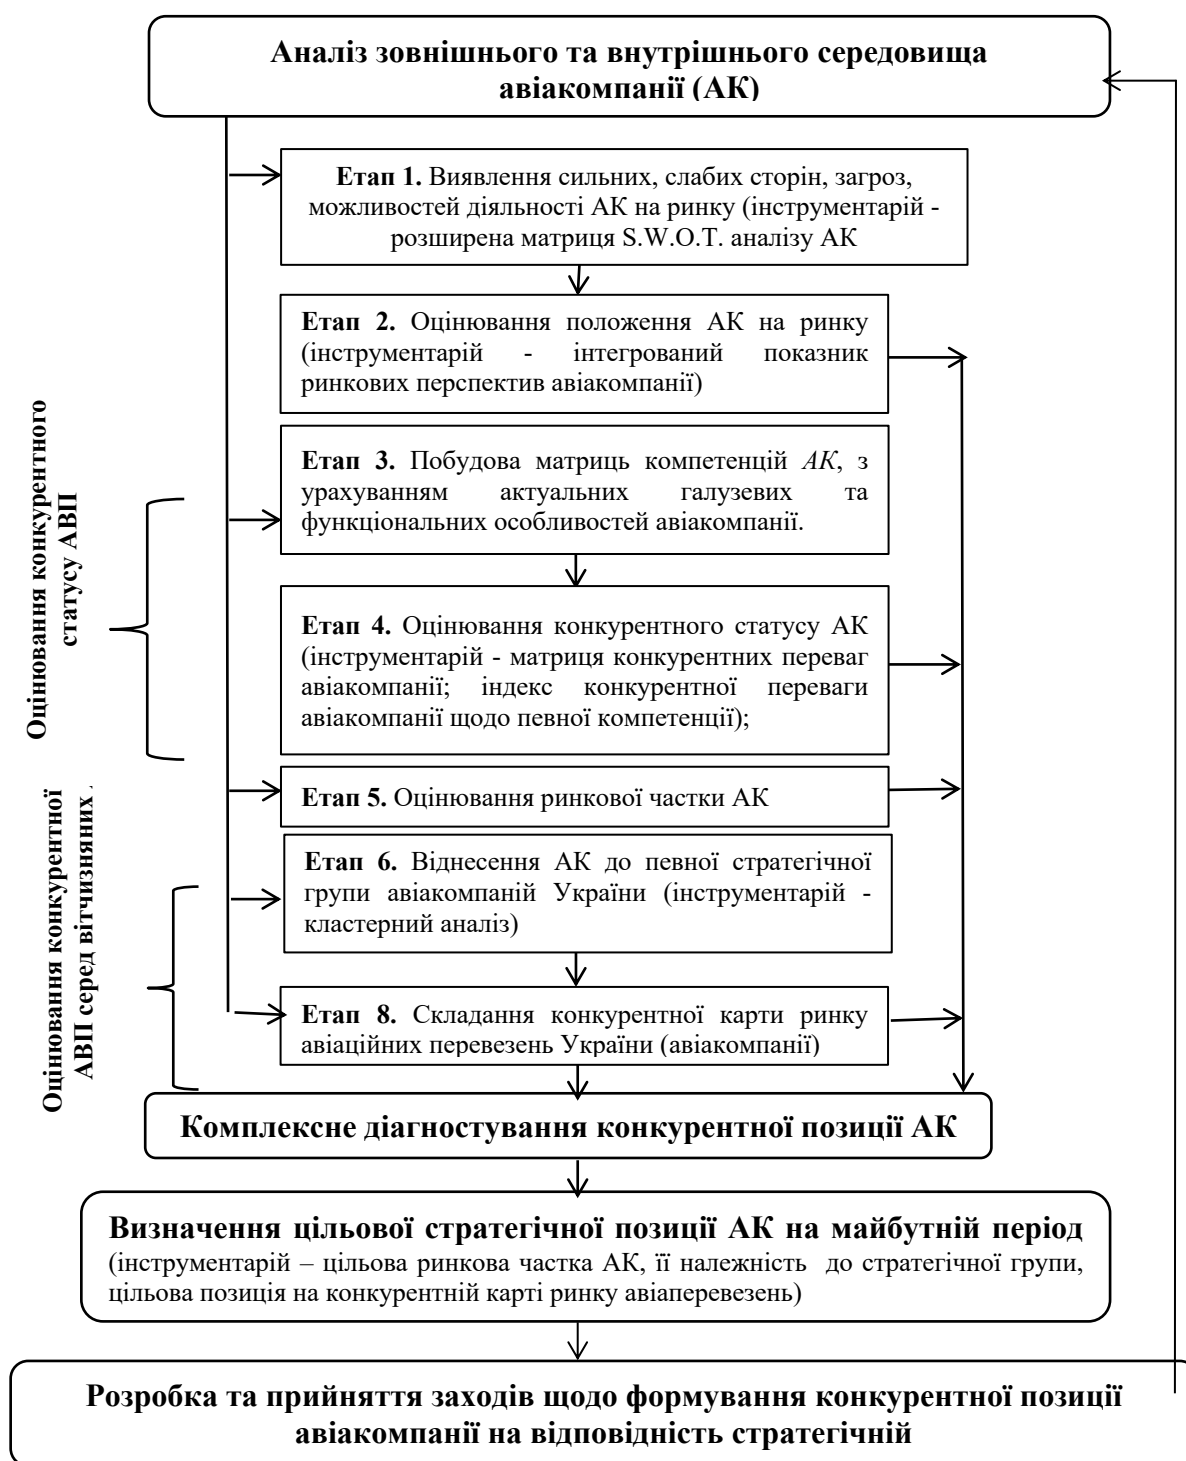 Аналіз зовнішнього та внутрішнього середовища
авіакомпанії (АК)
Етап 1. Виявлення сильних, слабих сторін, загроз,
можливостей діяльності АК на ринку (інструментарій -
розширена матриця S.W.O.T. аналізу АК
Етап 2. Оцінювання положення АК на ринку
(інструментарій - інтегрований показник
ринкових перспектив авіакомпанії)
Оцінювання конкурентного
статусу АВП
Етап 3. Побудова матриць компетенцій АК, з
урахуванням актуальних галузевих та
функціональних особливостей авіакомпанії.
Етап 4. Оцінювання конкурентного статусу АК
(інструментарій - матриця конкурентних переваг
авіакомпанії; індекс конкурентної переваги
авіакомпанії щодо певної компетенції);
Етап 5. Оцінювання ринкової частки АК
Оцінювання конкурентної
АВП серед вітчизняних
Етап 6. Віднесення АК до певної стратегічної
групи авіакомпаній України (інструментарій -
кластерний аналіз)
Етап 8. Складання конкурентної карти ринку
авіаційних перевезень України (авіакомпанії)
Комплексне діагностування конкурентної позиції АК
Визначення цільової стратегічної позиції АК на майбутній період
(інструментарій – цільова ринкова частка АК, її належність до стратегічної групи,
цільова позиція на конкурентній карті ринку авіаперевезень)
Розробка та прийняття заходів щодо формування конкурентної позиції
авіакомпанії на відповідність стратегічній